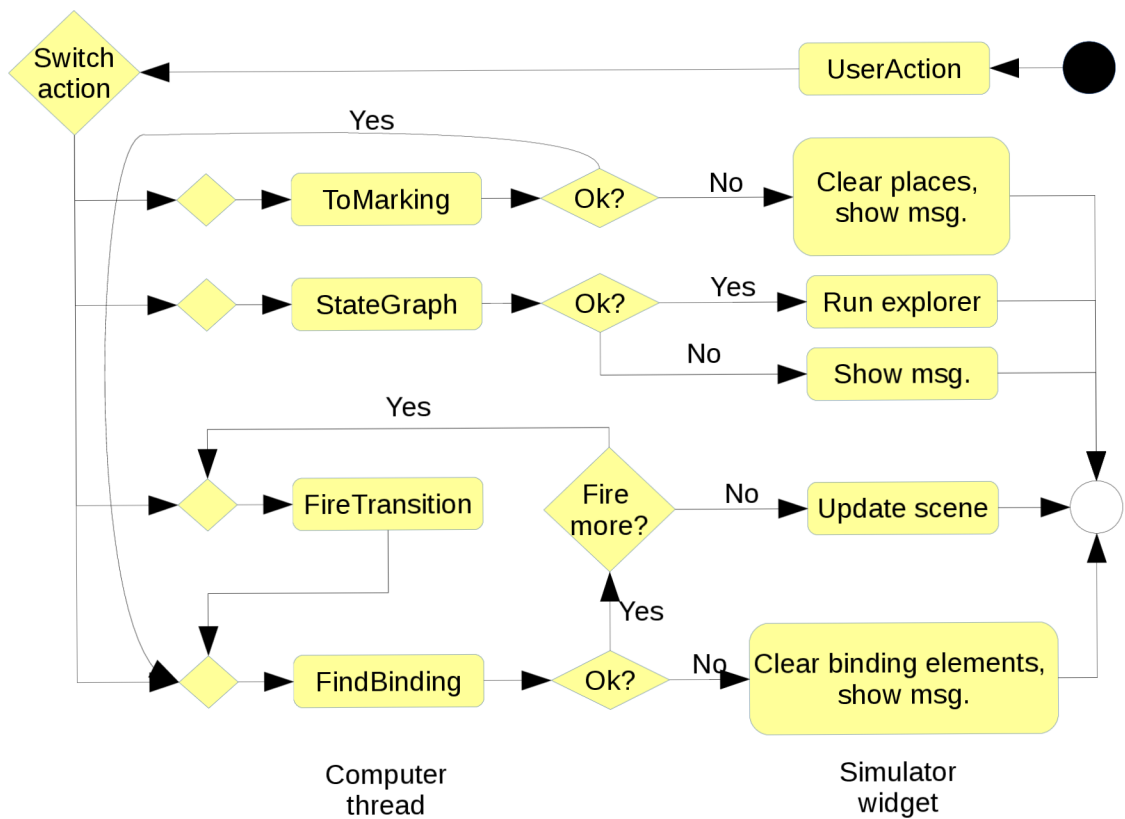 Switch
action
UserAction
Yes
ToMarking
Ok?
No
Clear places,
show msg.
StateGraph
Ok?
Yes
Run explorer
No
Show msg.
Yes
FireTransition
Fire
more?
No
Update scene
Yes
FindBinding
Ok?
No
Clear binding elements,
show msg.
Computer
thread
Simulator
widget